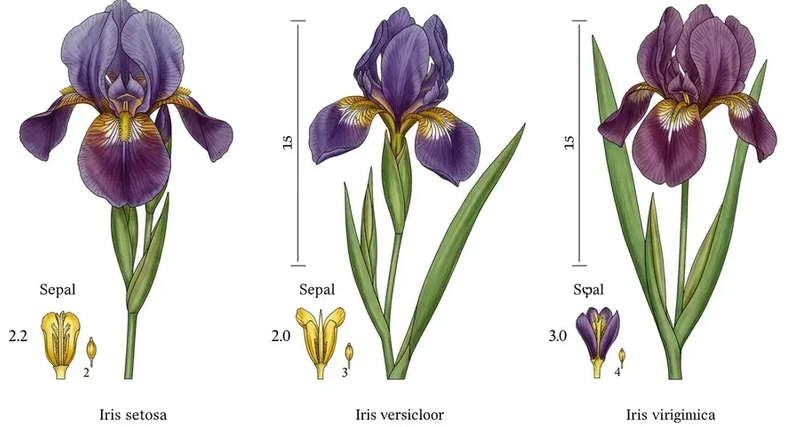 15
15
Sepal
Sepal
Spal
2.2
2
2.0
3
3.0
4
Iris setosa
Iris versicloor
Iris virigimica